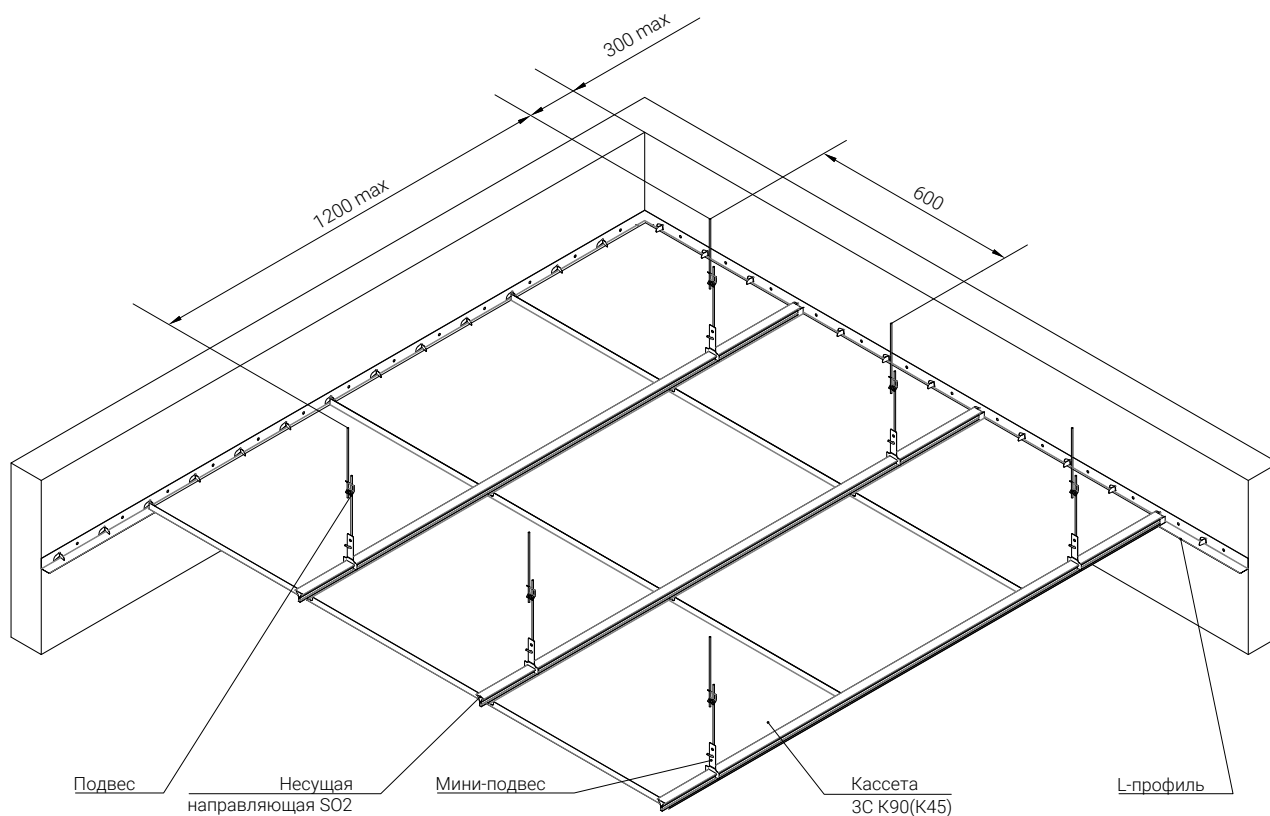 300 max
1200 max
600
Подвес
Несущая
направляющая SO2
Мини-подвес
Кассета
3С К90(К45)
L-профиль